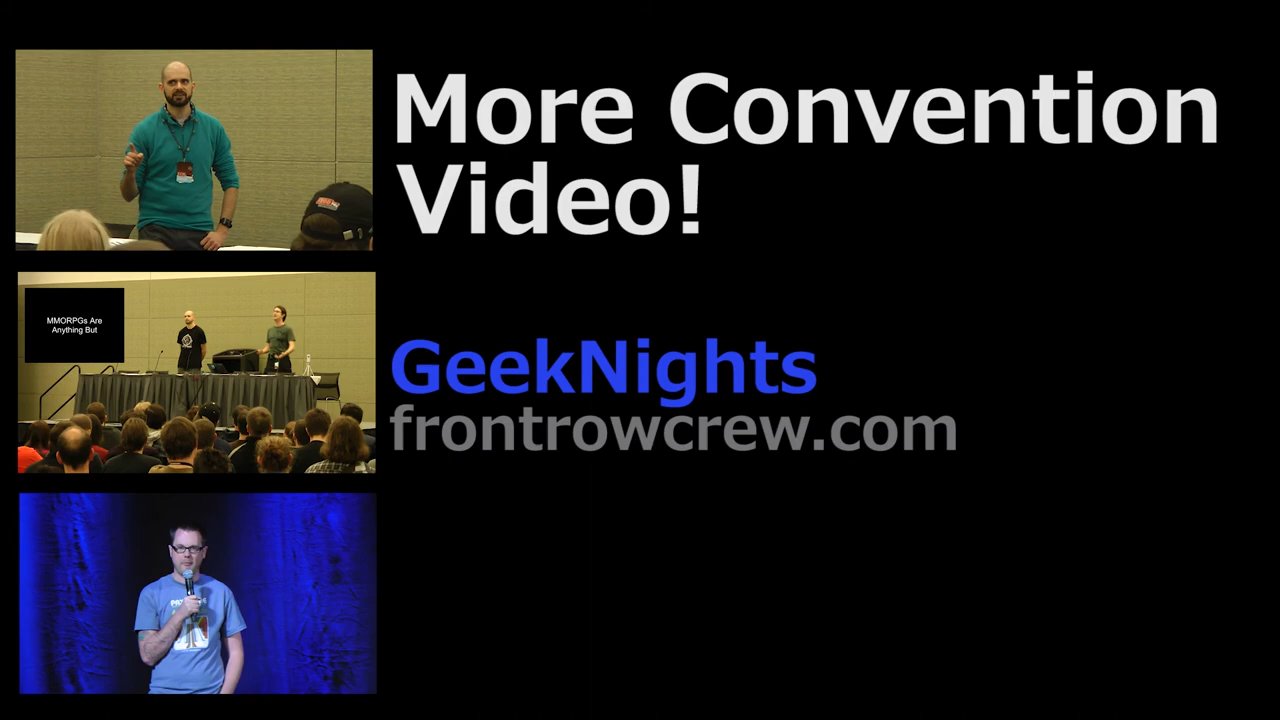 More Convention
Video!
MMORPGs Are
Anything But
GeekNights
frontrowcrew.com